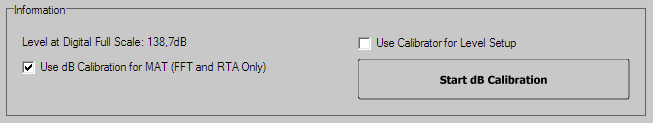 Information
Level at Digital Full Scale: 138,7dB
Use Calibrator for Level Setup
Use dB Calibration for MAT (FFT and RTA Only)
Start dB Calibration